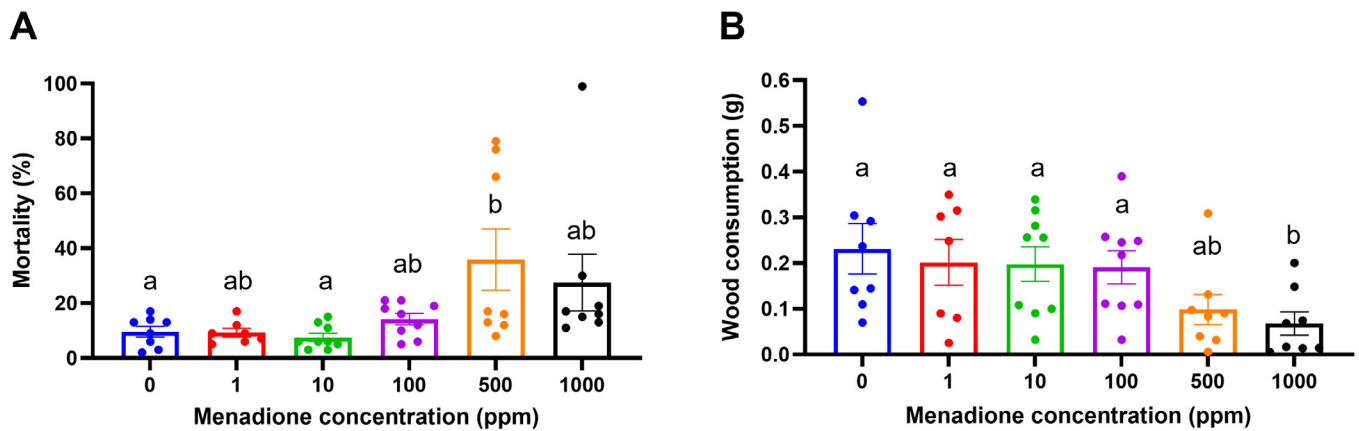 A
B
Mortality (%)
100
80
60
40
20
0
a
ab
a
ab
b
ab
0
1
10
100
500
1000
Menadione concentration (ppm)
Wood consumption (g)
0.6
0.5
0.4
0.3
0.2
0.1
0.0
a
a
a
a
ab
b
0
1
10
100
500
1000
Menadione concentration (ppm)